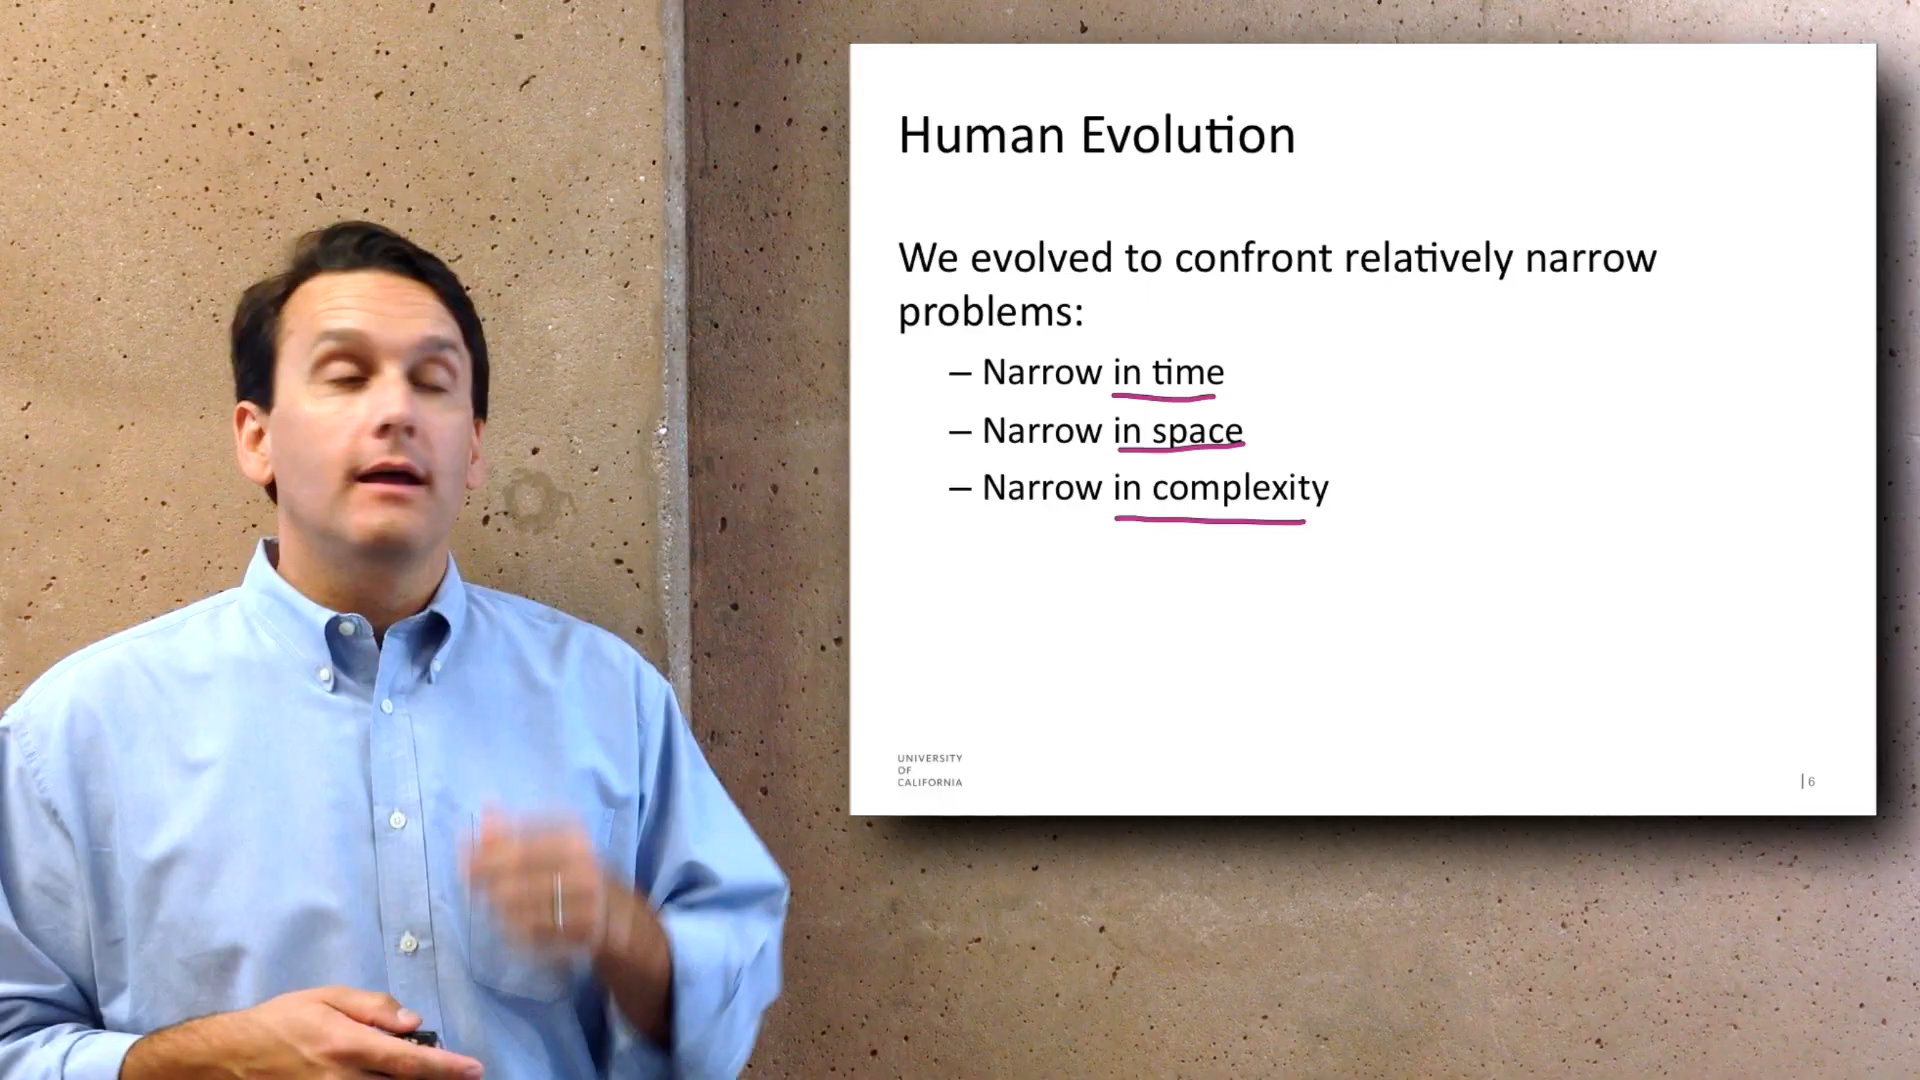 Human Evolution
We evolved to confront relatively narrow
problems:
– Narrow in time
– Narrow in space
– Narrow in complexity
UNIVERSITY
OF
CALIFORNIA
| 6